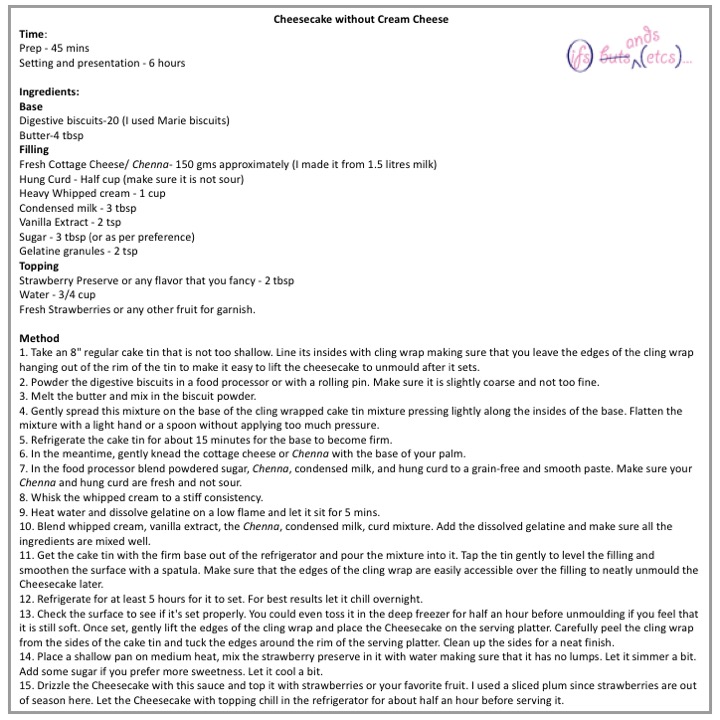 Cheesecake without Cream Cheese
Time:
Prep - 45 mins
Setting and presentation - 6 hours
ifs buts ands (etcs)...
Ingredients:
Base
Digestive biscuits-20 (I used Marie biscuits)
Butter-4 tbsp
Filling
Fresh Cottage Cheese/ Chenna- 150 gms approximately (I made it from 1.5 litres milk)
Hung Curd - Half cup (make sure it is not sour)
Heavy Whipped cream - 1 cup
Condensed milk - 3 tbsp
Vanilla Extract - 2 tsp
Sugar - 3 tbsp (or as per preference)
Gelatine granules - 2 tsp
Topping
Strawberry Preserve or any flavor that you fancy - 2 tbsp
Water - 3/4 cup
Fresh Strawberries or any other fruit for garnish.
Method
1. Take an 8" regular cake tin that is not too shallow. Line its insides with cling wrap making sure that you leave the edges of the cling wrap
hanging out of the rim of the tin to make it easy to lift the cheesecake to unmould after it sets.
2. Powder the digestive biscuits in a food processor or with a rolling pin. Make sure it is slightly coarse and not too fine.
3. Melt the butter and mix in the biscuit powder.
4. Gently spread this mixture on the base of the cling wrapped cake tin mixture pressing lightly along the insides of the base. Flatten the
mixture with a light hand or a spoon without applying too much pressure.
5. Refrigerate the cake tin for about 15 minutes for the base to become firm.
6. In the meantime, gently knead the cottage cheese or Chenna with the base of your palm.
7. In the food processor blend powdered sugar, Chenna, condensed milk, and hung curd to a grain-free and smooth paste. Make sure your
Chenna and hung curd are fresh and not sour.
8. Whisk the whipped cream to a stiff consistency.
9. Heat water and dissolve gelatine on a low flame and let it sit for 5 mins.
10. Blend whipped cream, vanilla extract, the Chenna, condensed milk, curd mixture. Add the dissolved gelatine and make sure all the
ingredients are mixed well.
11. Get the cake tin with the firm base out of the refrigerator and pour the mixture into it. Tap the tin gently to level the filling and
smoothen the surface with a spatula. Make sure that the edges of the cling wrap are easily accessible over the filling to neatly unmould the
Cheesecake later.
12. Refrigerate for at least 5 hours for it to set. For best results let it chill overnight.
13. Check the surface to see if it's set properly. You could even toss it in the deep freezer for half an hour before unmoulding if you feel that
it is still soft. Once set, gently lift the edges of the cling wrap and place the Cheesecake on the serving platter. Carefully peel the cling wrap
from the sides of the cake tin and tuck the edges around the rim of the serving platter. Clean up the sides for a neat finish.
14. Place a shallow pan on medium heat, mix the strawberry preserve in it with water making sure that it has no lumps. Let it simmer a bit.
Add some sugar if you prefer more sweetness. Let it cool a bit.
15. Drizzle the Cheesecake with this sauce and top it with strawberries or your favorite fruit. I used a sliced plum since strawberries are out
of season here. Let the Cheesecake with topping chill in the refrigerator for about half an hour before serving it.